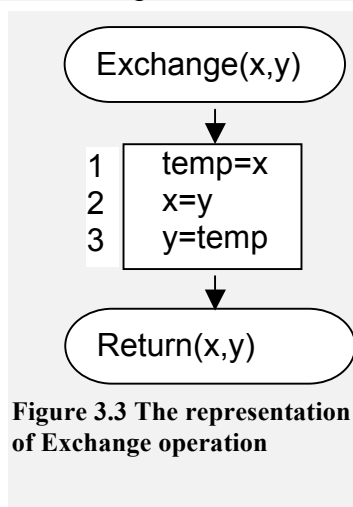 Exchange(x,y)
1 temp=x
2 x=y
3 y=temp
Return(x,y)
Figure 3.3 The representation
of Exchange operation